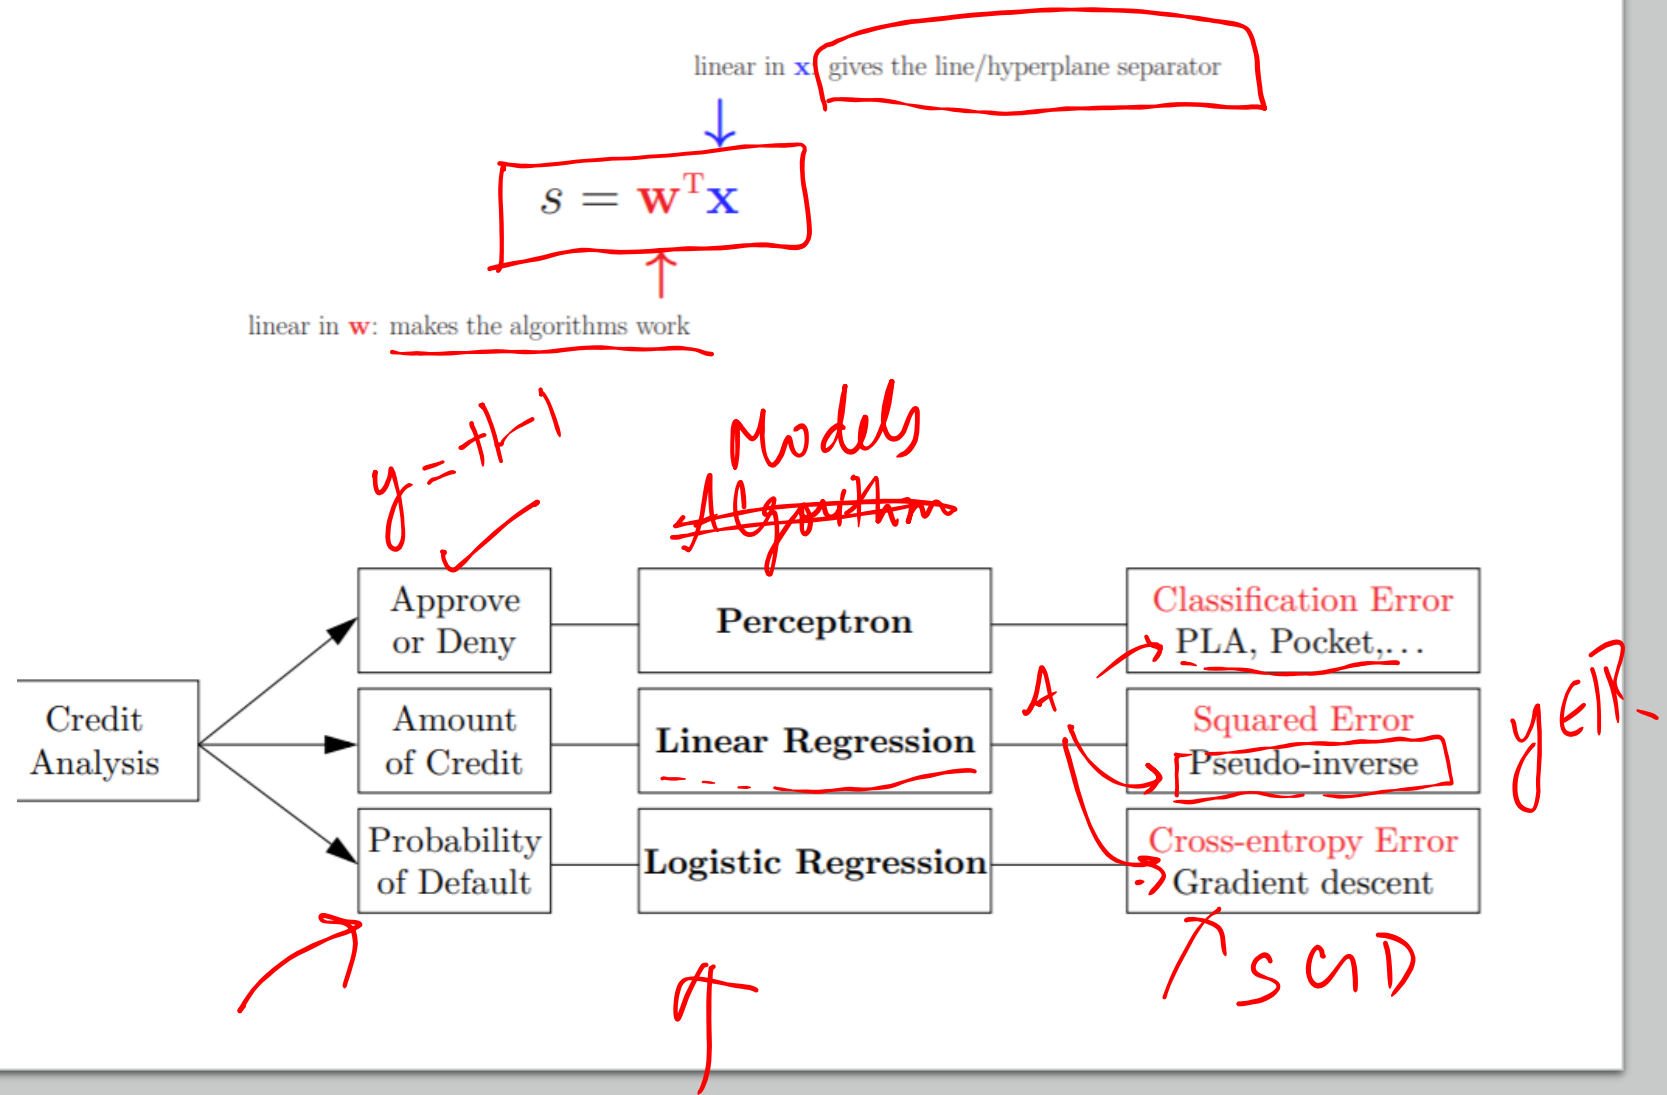 linear in x: gives the line/hyperplane separator
s = wᵀx
linear in w: makes the algorithms work
y = +1/-1
Models
Algorithm
Credit
Analysis
Approve
or Deny
Perceptron
Classification Error
PLA, Pocket,...
A
Amount
of Credit
Linear Regression
Squared Error
Pseudo-inverse
y ∈ ℝ
Probability
of Default
Logistic Regression
Cross-entropy Error
Gradient descent
SGD